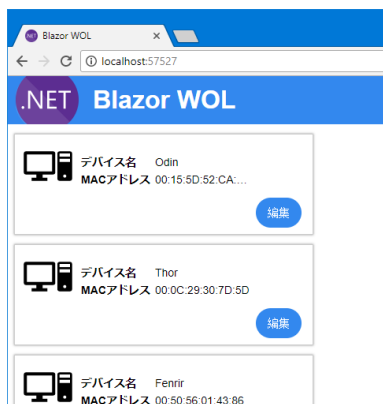 Blazor WOL
localhost:57527
.NET Blazor WOL
デバイス名 Odin
MACアドレス 00:15:5D:52:CA:...
編集
デバイス名 Thor
MACアドレス 00:0C:29:30:7D:5D
編集
デバイス名 Fenrir
MACアドレス 00:50:56:01:43:86